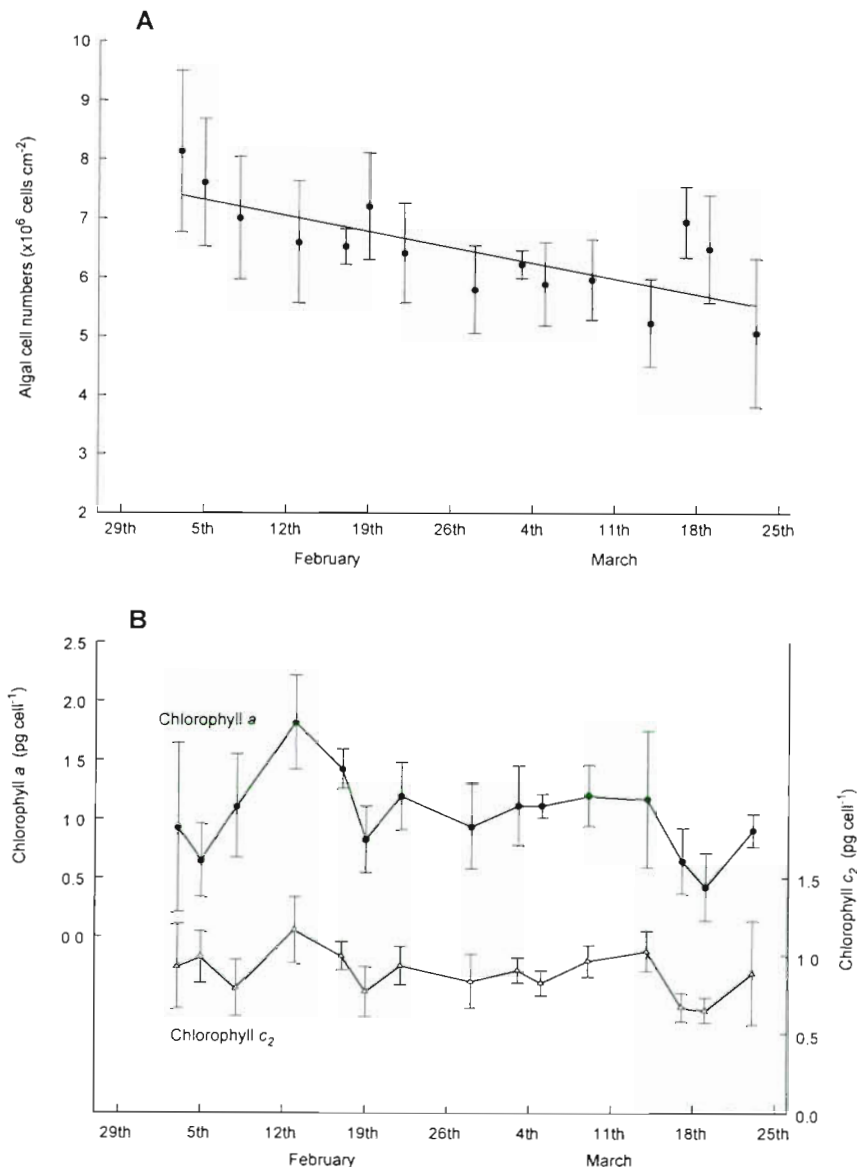 A
10
9
8
7
6
5
4
3
2
Algal cell numbers (x10⁶ cells cm⁻²)
29th 5th 12th 19th 26th 4th 11th 18th 25th
February March
B
2.5
2.0
1.5
1.0
0.5
0.0
Chlorophyll a (pg cell⁻¹)
Chlorophyll a
Chlorophyll c₂
1.5
1.0
0.5
0.0
Chlorophyll c₂ (pg cell⁻¹)
29th 5th 12th 19th 26th 4th 11th 18th 25th
February March